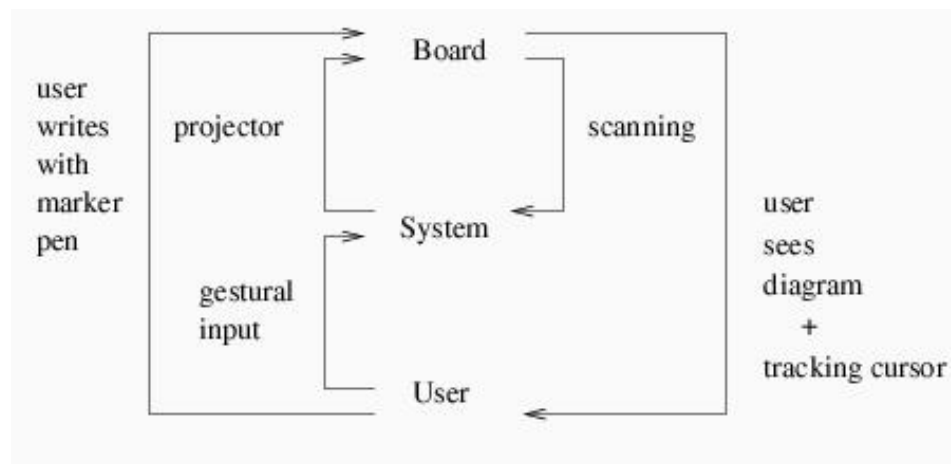 Board
user
writes
with
marker
pen
projector
scanning
System
gestural
input
user
sees
diagram
+
tracking cursor
User